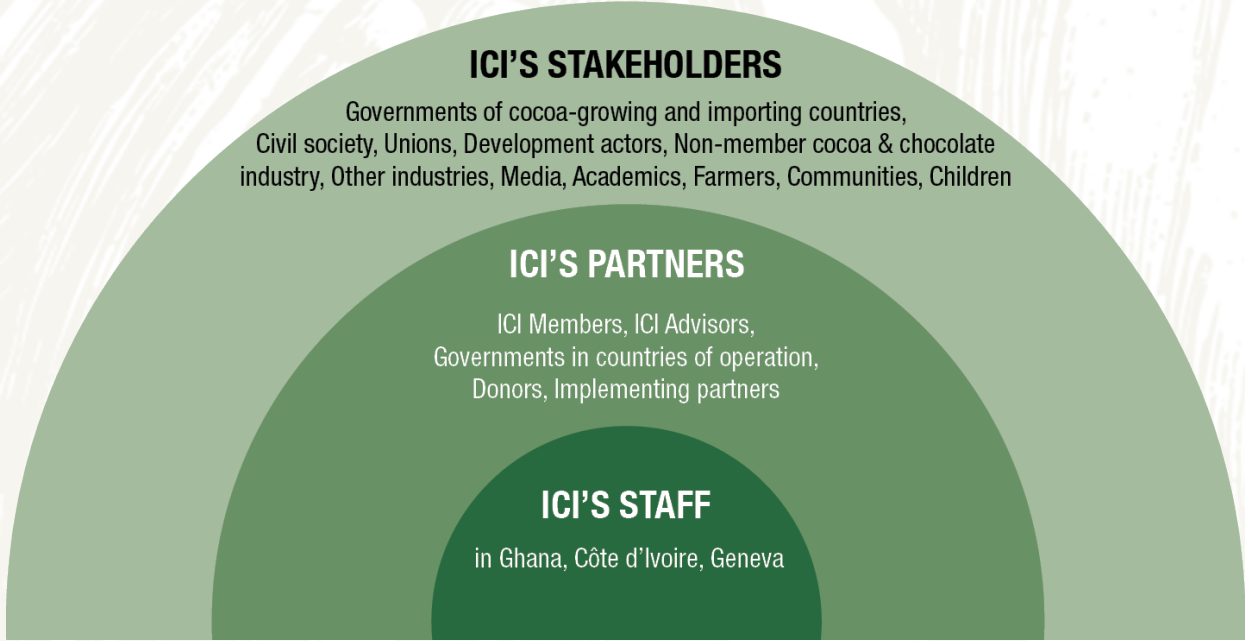 ICI’S STAKEHOLDERS
Governments of cocoa-growing and importing countries,
Civil society, Unions, Development actors, Non-member cocoa & chocolate
industry, Other industries, Media, Academics, Farmers, Communities, Children
ICI’S PARTNERS
ICI Members, ICI Advisors,
Governments in countries of operation,
Donors, Implementing partners
ICI’S STAFF
in Ghana, Côte d’Ivoire, Geneva